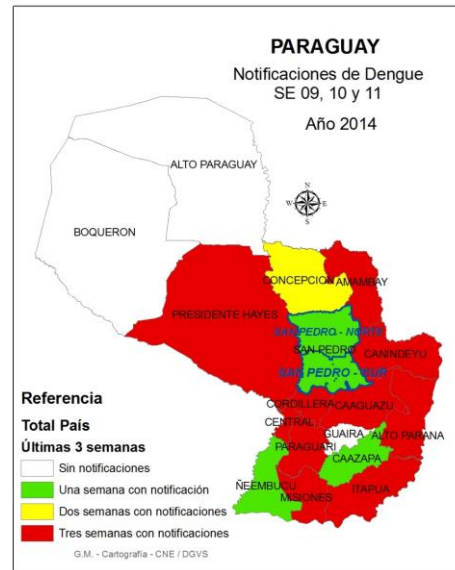 PARAGUAY
Notificaciones de Dengue
SE 09, 10 y 11
Año 2014
ALTO PARAGUAY
N
W E
S
BOQUERON
CONCEPCION
AMAMBAY
PRESIDENTE HAYES
SAN PEDRO - NORTE
SAN PEDRO
CANINDEYU
SAN PEDRO - SUR
CORDILLERA
CAAGUAZU
CENTRAL
GUAIRA
ALTO PARANA
PARAGUARI
CAAZAPA
ÑEEMBUCU
MISIONES
ITAPUA
Referencia
Total País
Últimas 3 semanas
Sin notificaciones
Una semana con notificación
Dos semanas con notificaciones
Tres semanas con notificaciones
G.M. - Cartografía - CNE / DGVS